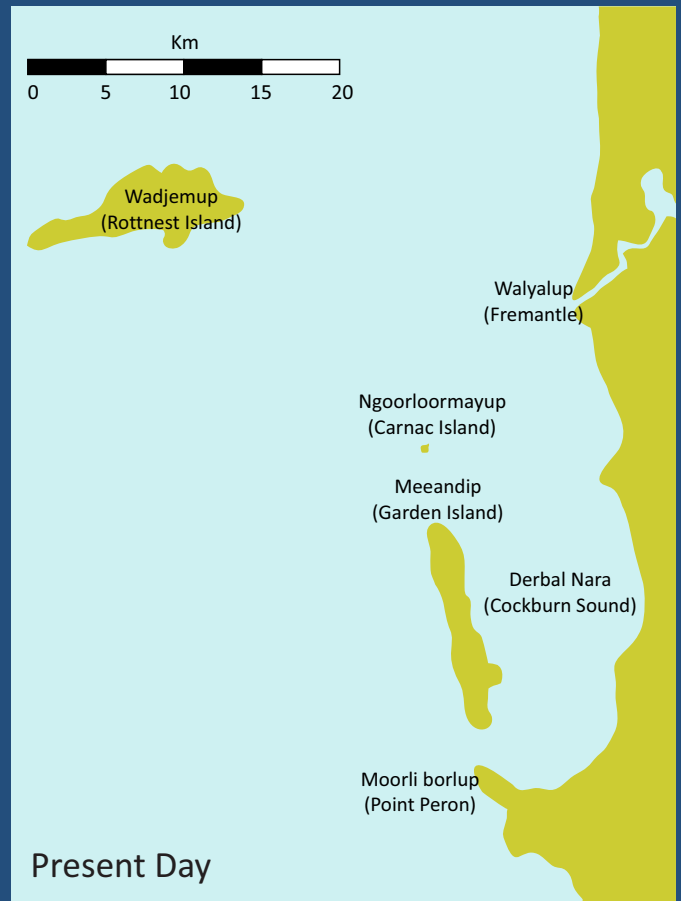 Km
0 5 10 15 20
Wadjemup
(Rottnest Island)
Walyalup
(Fremantle)
Ngoorloormayup
(Carnac Island)
Meeandip
(Garden Island)
Derbal Nara
(Cockburn Sound)
Moorli borlup
(Point Peron)
Present Day